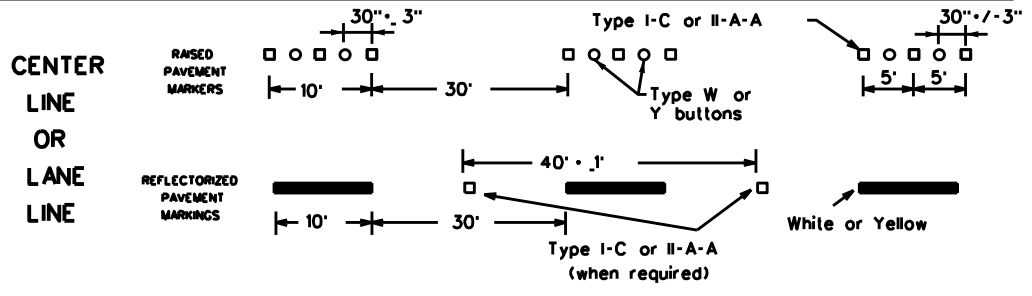 CENTER
LINE
OR
LANE
LINE
RAISED
PAVEMENT
MARKERS
30"•_ 3"
10'
30'
Type I-C or II-A-A
Type W or
Y buttons
30"+/-3"
5' 5'
REFLECTORIZED
PAVEMENT
MARKINGS
10'
30'
40' • _1'
Type I-C or II-A-A
(when required)
White or Yellow